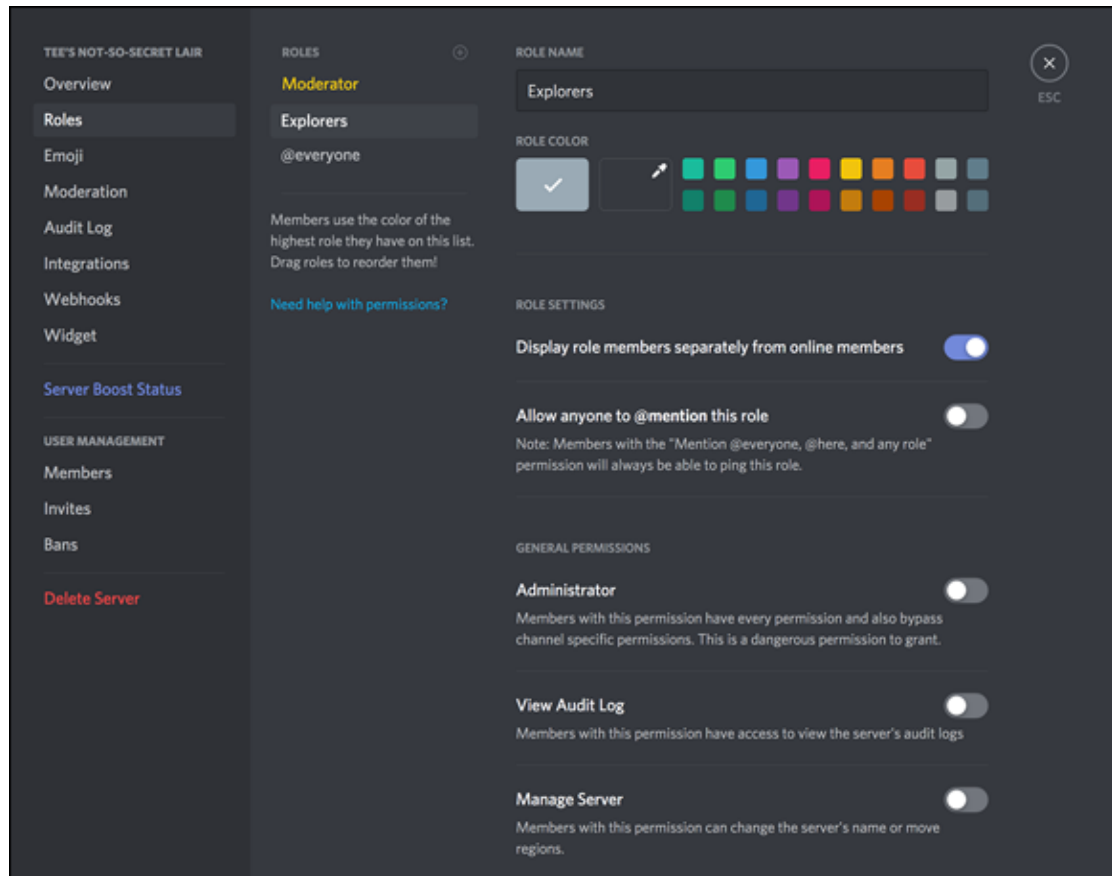 TEE'S NOT-SO-SECRET LAIR
Overview
Roles
Emoji
Moderation
Audit Log
Integrations
Webhooks
Widget
Server Boost Status
USER MANAGEMENT
Members
Invites
Bans
Delete Server
ROLES
Moderator
Explorers
@everyone
Members use the color of the
highest role they have on this list.
Drag roles to reorder them!
Need help with permissions?
ROLE NAME
Explorers
ROLE COLOR
ROLE SETTINGS
Display role members separately from online members
Allow anyone to @mention this role
Note: Members with the "Mention @everyone, @here, and any role"
permission will always be able to ping this role.
GENERAL PERMISSIONS
Administrator
Members with this permission have every permission and also bypass
channel specific permissions. This is a dangerous permission to grant.
View Audit Log
Members with this permission have access to view the server's audit logs
Manage Server
Members with this permission can change the server's name or move
regions.
ESC